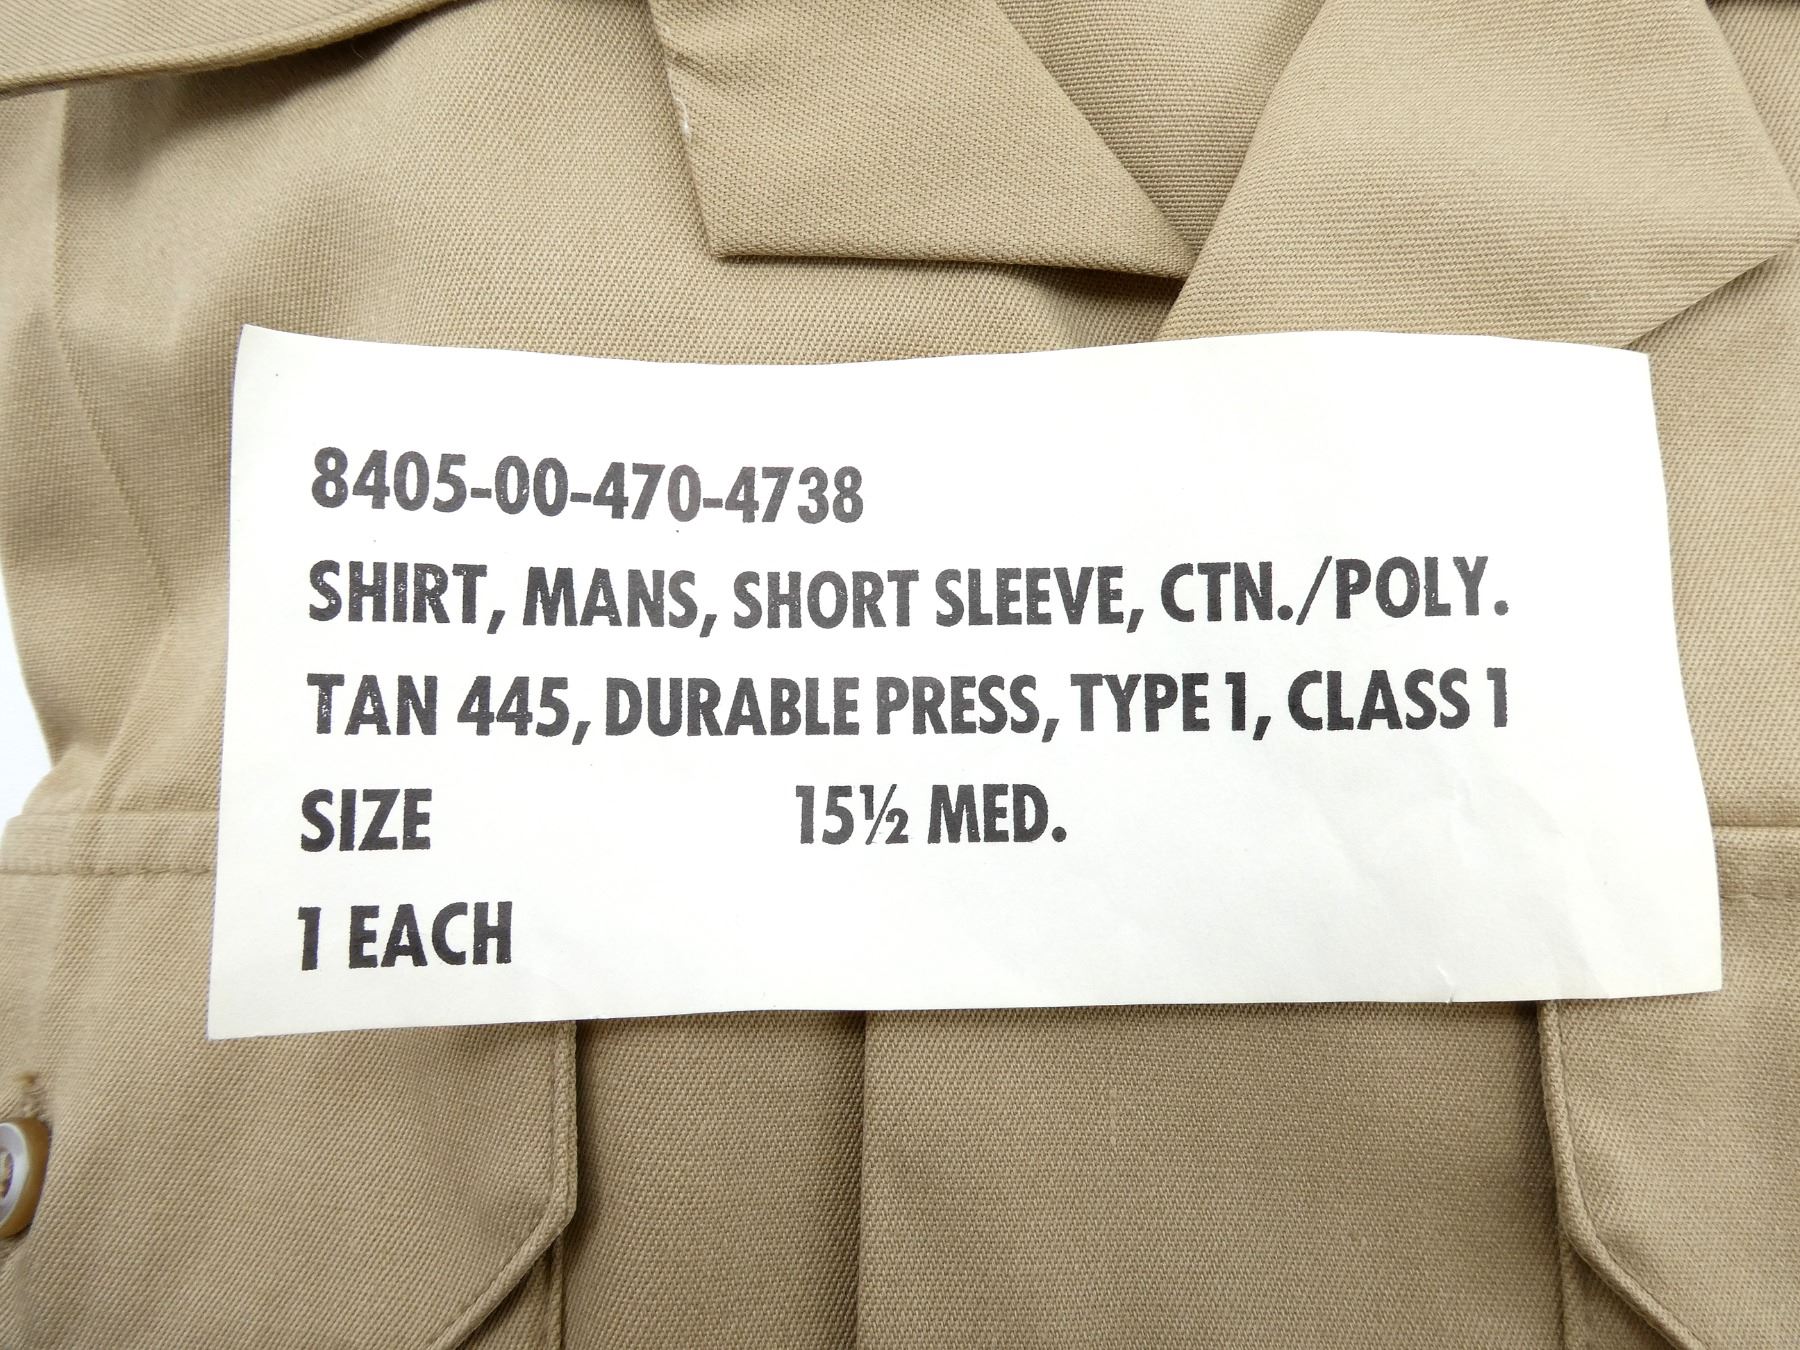 8405-00-470-4738
SHIRT, MANS, SHORT SLEEVE, CTN./POLY.
TAN 445, DURABLE PRESS, TYPE 1, CLASS 1
SIZE 15½ MED.
1 EACH